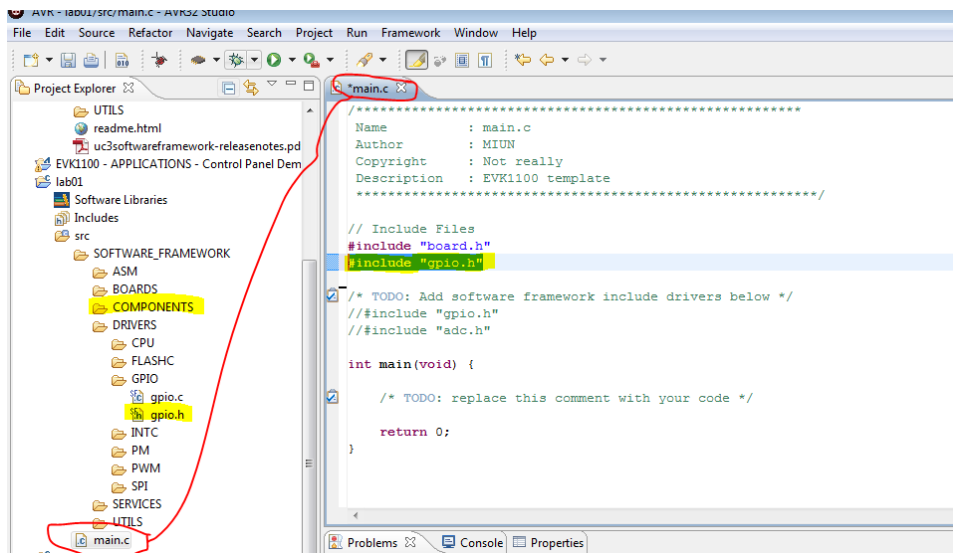 AVR - lab01/src/main.c - AVR32 Studio
File Edit Source Refactor Navigate Search Project Run Framework Window Help
Project Explorer
UTILS
readme.html
uc3softwareframework-releasenotes.pd
EVK1100 - APPLICATIONS - Control Panel Dem
lab01
Software Libraries
Includes
src
SOFTWARE_FRAMEWORK
ASM
BOARDS
COMPONENTS
DRIVERS
CPU
FLASHC
GPIO
gpio.c
gpio.h
INTC
PM
PWM
SPI
SERVICES
UTILS
main.c
*main.c
/********************************************************
Name : main.c
Author : MIUN
Copyright : Not really
Description : EVK1100 template
**********************************************************/
// Include Files
#include "board.h"
#include "gpio.h"
/* TODO: Add software framework include drivers below */
//#include "gpio.h"
//#include "adc.h"
int main(void) {
/* TODO: replace this comment with your code */
return 0;
}
Problems Console Properties